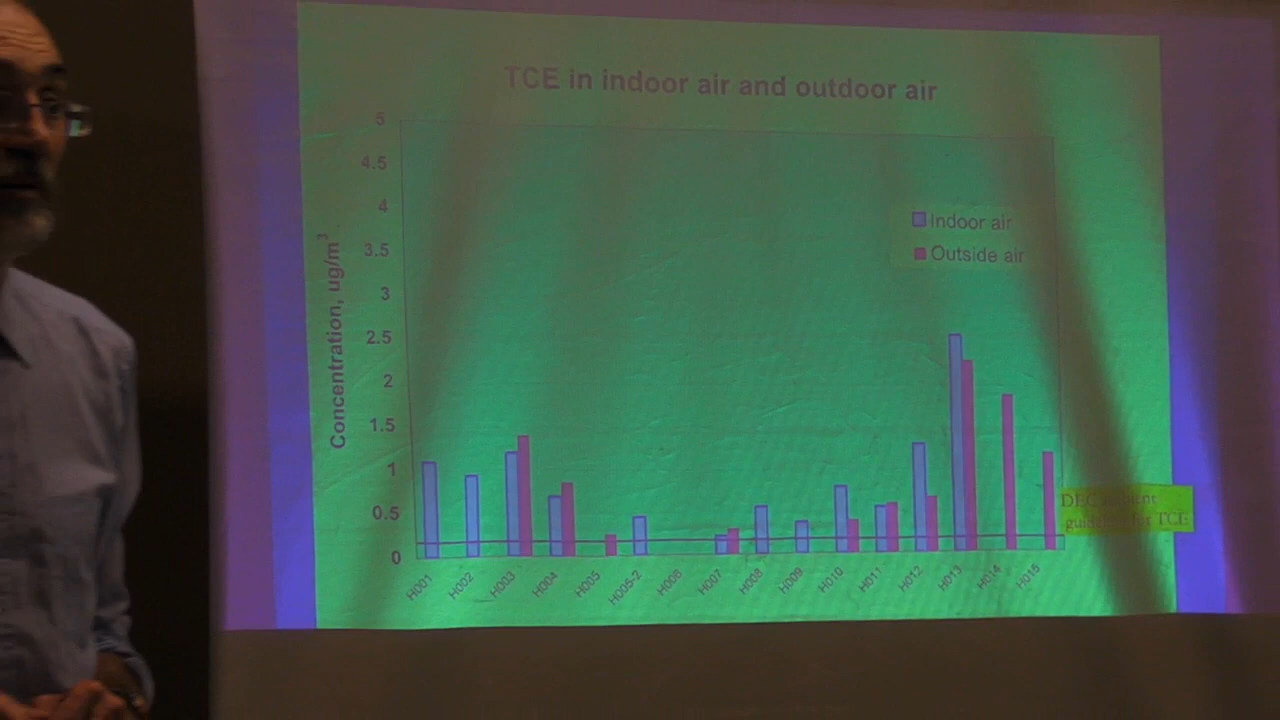 TCE in indoor air and outdoor air
Concentration, ug/m³
5
4.5
4
3.5
3
2.5
2
1.5
1
0.5
0
Indoor air
Outside air
H001
H002
H003
H004
H005
H005-2
H006
H007
H008
H009
H010
H011
H012
H013
H014
H015
for TCE